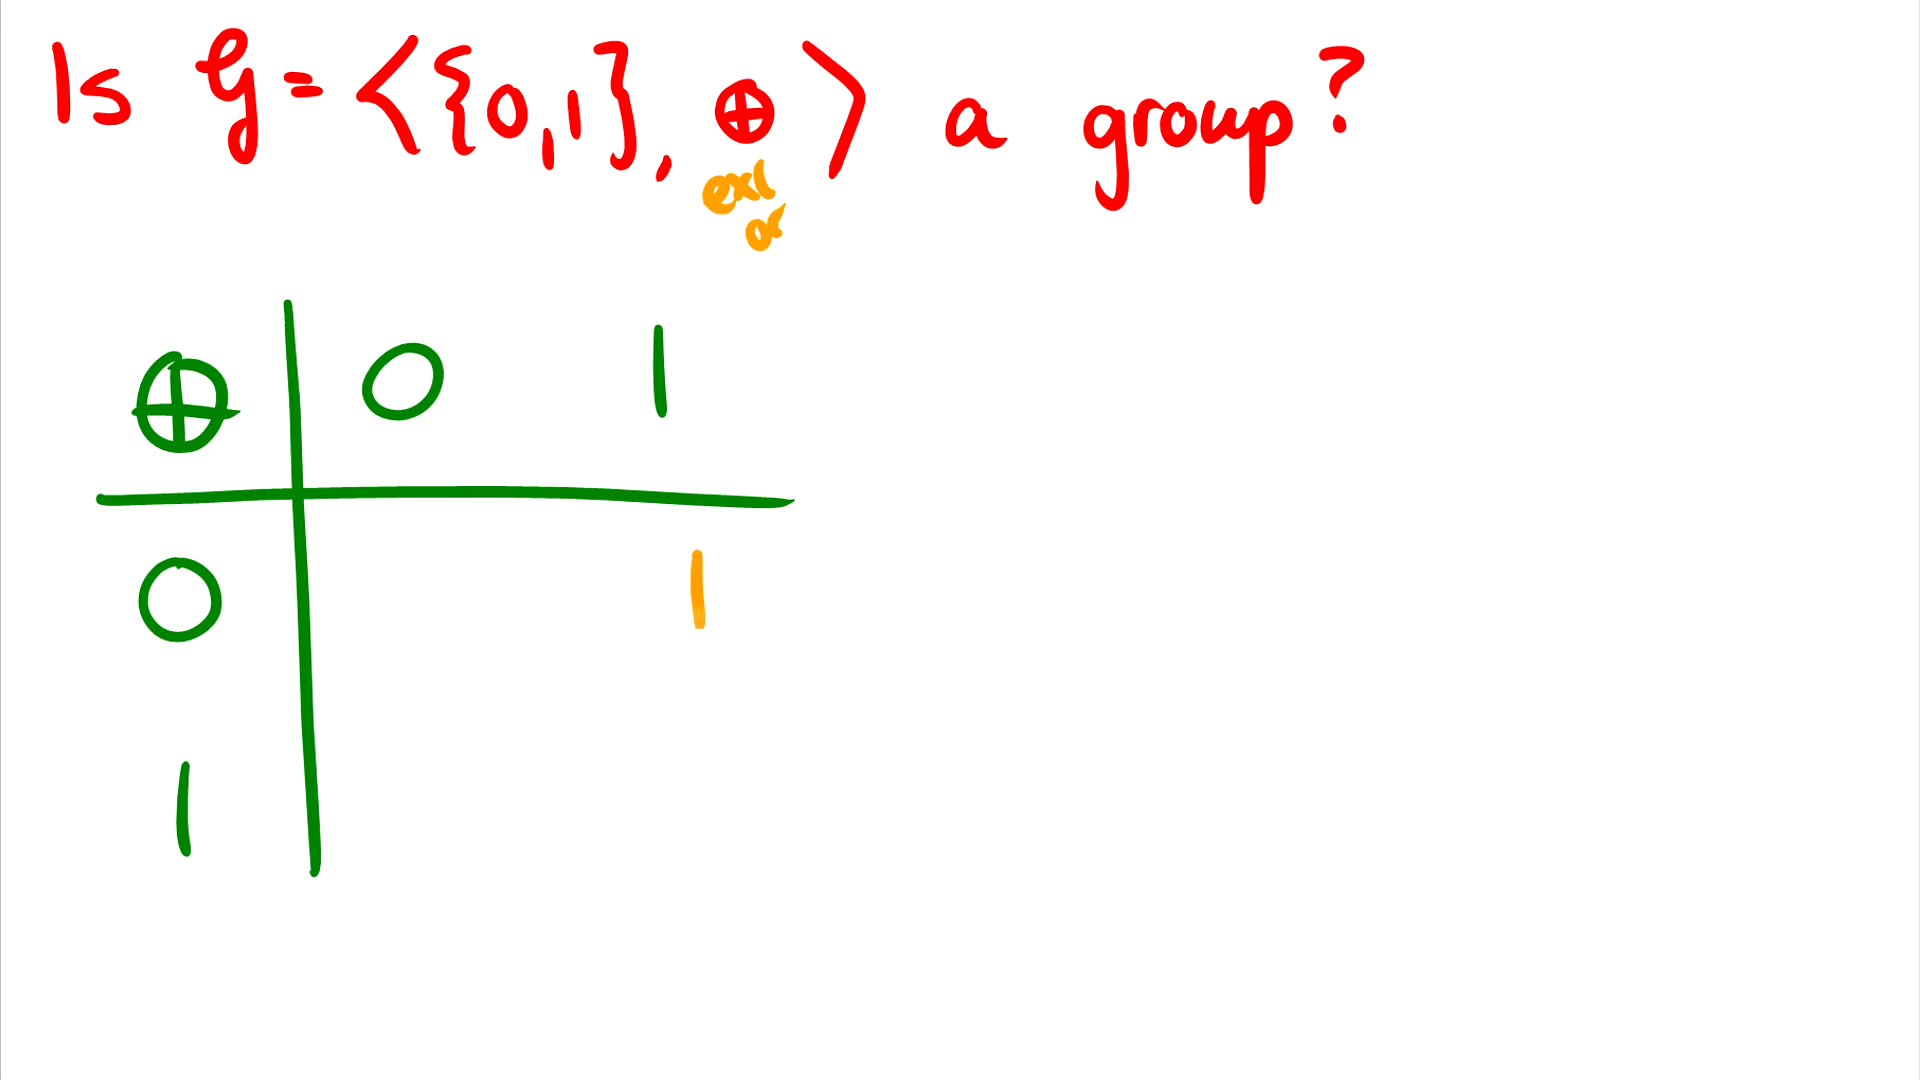 Is 𝒢 = ⟨{0,1}, ⊕⟩ a group?
excl
or
⊕ 0 1
0 1
1